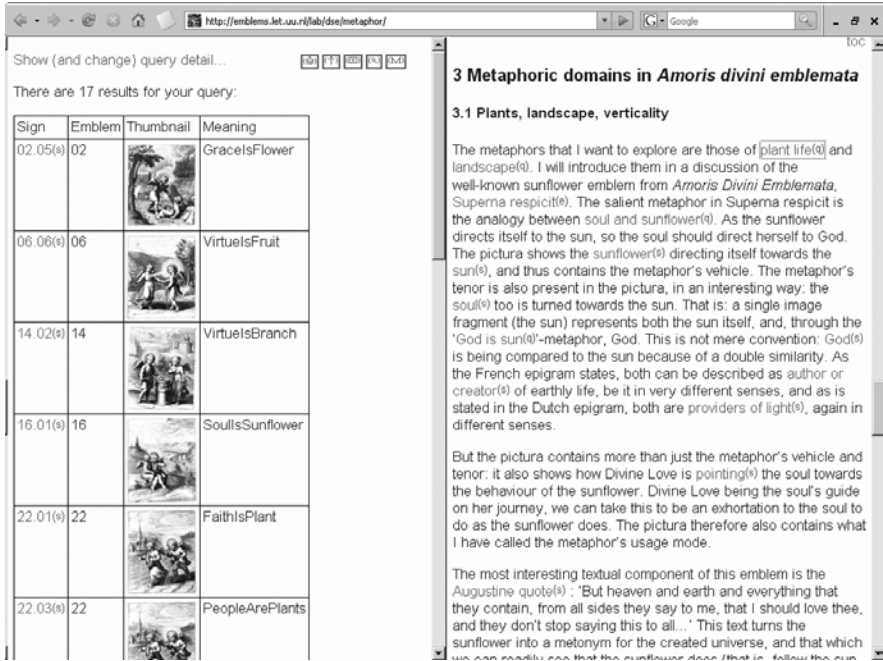 http://emblems.let.uu.nl/lab/dse/metaphor/
G
Google
Show (and change) query detail...
There are 17 results for your query:
Sign Emblem Thumbnail Meaning
02.05(s) 02 GraceIsFlower
06.06(s) 06 VirtueIsFruit
14.02(s) 14 VirtueIsBranch
16.01(s) 16 SoulIsSunflower
22.01(s) 22 FaithIsPlant
22.03(s) 22 PeopleArePlants
toc
3 Metaphoric domains in Amoris divini emblemata
3.1 Plants, landscape, verticality
The metaphors that I want to explore are those of plant life(q) and
landscape(q). I will introduce them in a discussion of the
well-known sunflower emblem from Amoris Divini Emblemata,
Superna respicit(e). The salient metaphor in Superna respicit is
the analogy between soul and sunflower(q). As the sunflower
directs itself to the sun, so the soul should direct herself to God.
The pictura shows the sunflower(s) directing itself towards the
sun(s), and thus contains the metaphor's vehicle. The metaphor's
tenor is also present in the pictura, in an interesting way: the
soul(s) too is turned towards the sun. That is: a single image
fragment (the sun) represents both the sun itself, and, through the
'God is sun(q)'-metaphor, God. This is not mere convention: God(s)
is being compared to the sun because of a double similarity. As
the French epigram states, both can be described as author or
creator(s) of earthly life, be it in very different senses, and as is
stated in the Dutch epigram, both are providers of light(s), again in
different senses.
But the pictura contains more than just the metaphor's vehicle and
tenor: it also shows how Divine Love is pointing(s) the soul towards
the behaviour of the sunflower. Divine Love being the soul's guide
on her journey, we can take this to be an exhortation to the soul to
do as the sunflower does. The pictura therefore also contains what
I have called the metaphor's usage mode.
The most interesting textual component of this emblem is the
Augustine quote(s) : 'But heaven and earth and everything that
they contain, from all sides they say to me, that I should love thee,
and they don't stop saying this to all...' This text turns the
sunflower into a metonym for the created universe, and that which
we can readily see that the sunflower does (that is, follow the sun